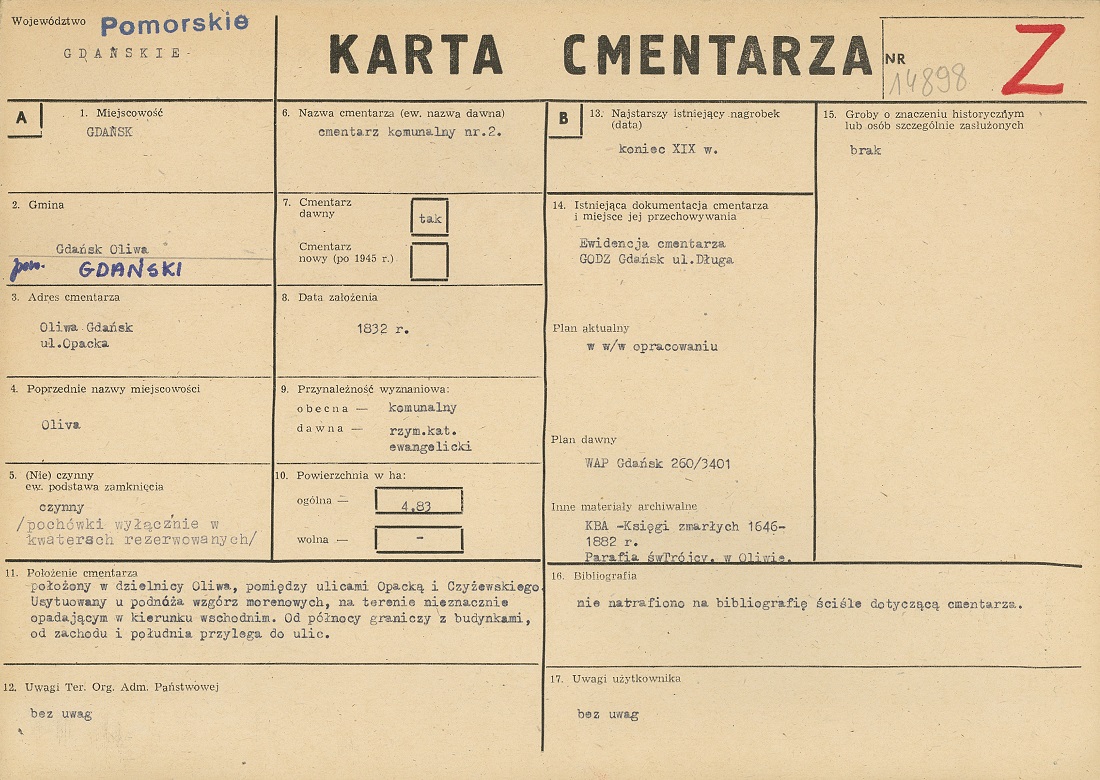 Województwo
Pomorskie
GDAŃSKIE
KARTA CMENTARZA
NR
14898
Z
A
1. Miejscowość
GDAŃSK
2. Gmina
Gdańsk Oliwa
pow. GDAŃSKI
3. Adres cmentarza
Oliwa Gdańsk
ul.Opacka
4. Poprzednie nazwy miejscowości
Oliva
5. (Nie) czynny
ew. podstawa zamknięcia
czynny
/pochówki wyłącznie w
kwaterach rezerwowanych/
6. Nazwa cmentarza (ew. nazwa dawna)
cmentarz komunalny nr.2.
7. Cmentarz
dawny
tak
Cmentarz
nowy (po 1945 r.)
8. Data założenia
1832 r.
9. Przynależność wyznaniowa:
obecna — komunalny
dawna — rzym.kat.
ewangelicki
10. Powierzchnia w ha:
ogólna — 4,83
wolna — -
11. Położenie cmentarza
położony w dzielnicy Oliwa, pomiędzy ulicami Opacką i Czyżewskiego.
Usytuowany u podnóża wzgórz morenowych, na terenie nieznacznie
opadającym w kierunku wschodnim. Od północy graniczy z budynkami,
od zachodu i południa przylega do ulic.
12. Uwagi Ter. Org. Adm. Państwowej
bez uwag
B
13. Najstarszy istniejący nagrobek
(data)
koniec XIX w.
14. Istniejąca dokumentacja cmentarza
i miejsce jej przechowywania
Ewidencja cmentarza
GODZ Gdańsk ul.Długa
Plan aktualny
w w/w opracowaniu
Plan dawny
WAP Gdańsk 260/3401
Inne materiały archiwalne
KBA -Księgi zmarłych 1646-
1882 r.
Parafia śwTrójcy. w Oliwie.
15. Groby o znaczeniu historycznym
lub osób szczególnie zasłużonych
brak
16. Bibliografia
nie natrafiono na bibliografię ściśle dotyczącą cmentarza.
17. Uwagi użytkownika
bez uwag